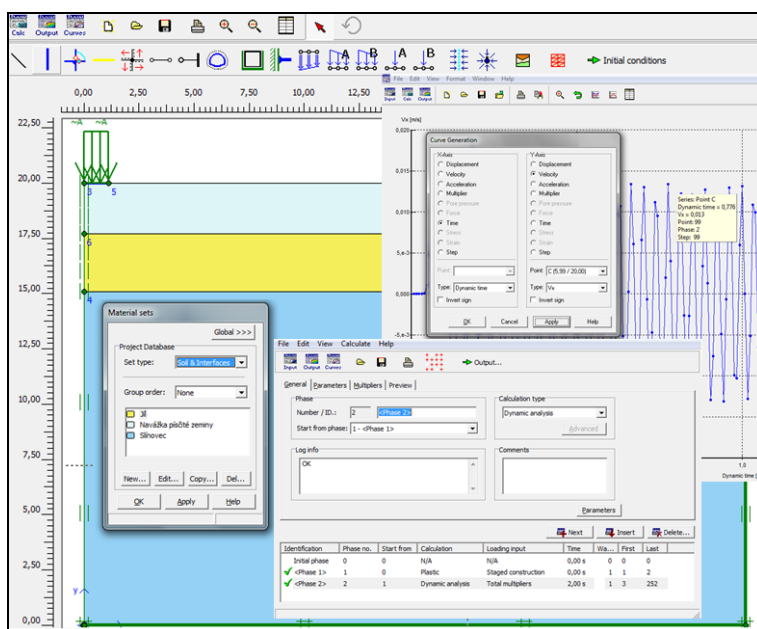 Calc Output Curves
A B A B Initial conditions
0,00 2,50 5,00 7,50 10,00 12,50
22,50
20,00
17,50
15,00
12,50
10,00
7,50
5,00
2,50
0,00
~A ~A
3 5
6
4
y
File Edit View Format Window Help
Input Calc Output
Vx [m/s]
0,020
0,015
0,010
5,e-3
0,000
-5,e-3
1,0
Dynamic time [
Series: Point C
Dynamic time = 0,776
Vx = 0,013
Point: 99
Phase: 2
Step: 99
Curve Generation
X-Axis
Displacement
Velocity
Acceleration
Multiplier
Pore pressure
Force
Time
Stress
Strain
Step
Point:
Type: Dynamic time
Invert sign
Y-Axis
Displacement
Velocity
Acceleration
Multiplier
Pore pressure
Force
Time
Stress
Strain
Step
Point: C (5,99 / 20,00)
Type: Vx
Invert sign
OK Cancel Apply Help
Material sets
Global >>>
Project Database
Set type: Soil & Interfaces
Group order: None
Jíl
Navážka písčité zeminy
Slínovec
New... Edit... Copy... Del...
OK Apply Help
File Edit View Calculate Help
Input Output Curves Output...
General Parameters Multipliers Preview
Phase
Number / ID.: 2 <Phase 2>
Start from phase: 1 - <Phase 1>
Log info
OK
Calculation type
Dynamic analysis
Advanced
Comments
Parameters
Next Insert Delete...
Identification Phase no. Start from Calculation Loading input Time Wa... First Last
Initial phase 0 0 N/A N/A 0,00 s 0 0 0
<Phase 1> 1 0 Plastic Staged construction 0,00 s 1 1 2
<Phase 2> 2 1 Dynamic analysis Total multipliers 2,00 s 1 3 252